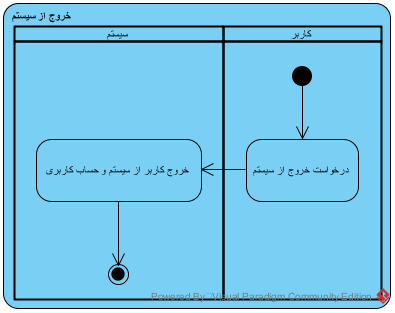 خروج از سیستم
کاربر
سیستم
درخواست خروج از سیستم
خروج کاربر از سیستم و حساب کاربری
Powered By Visual Paradigm Community Edition